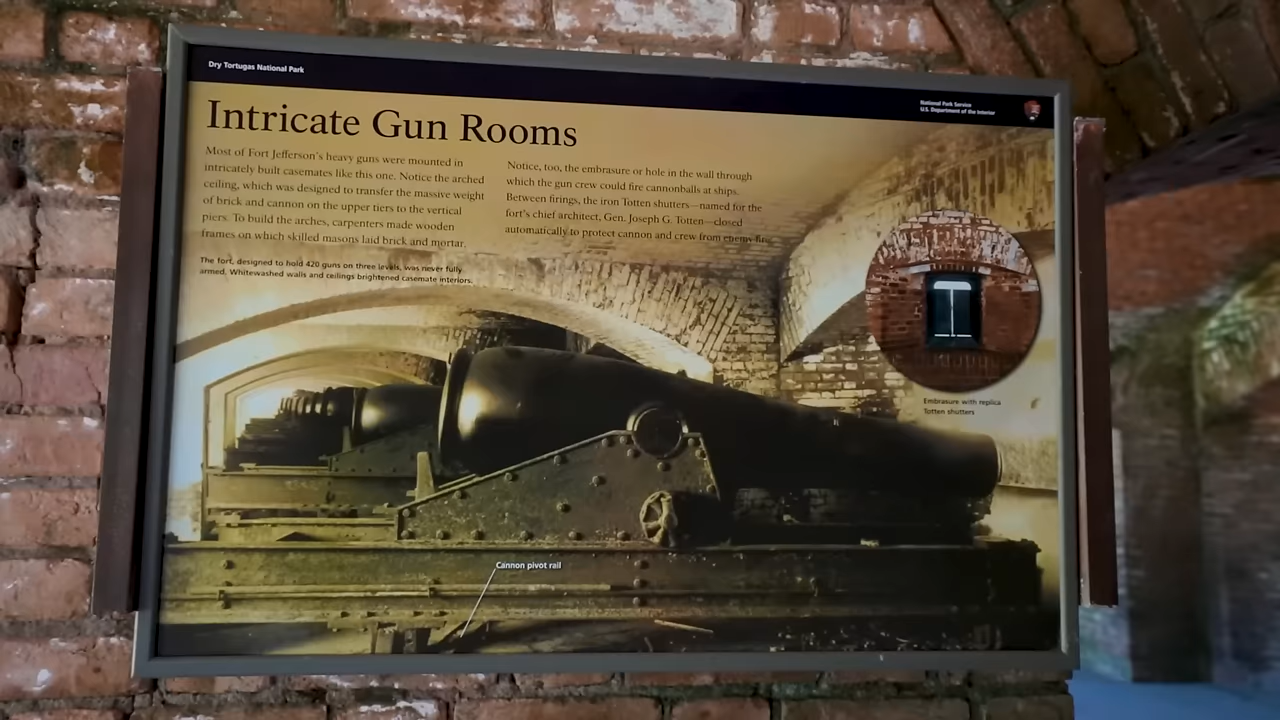 Dry Tortugas National Park
National Park Service
U.S. Department of the Interior
Intricate Gun Rooms
Most of Fort Jefferson's heavy guns were mounted in
intricately built casemates like this one. Notice the arched
ceiling, which was designed to transfer the massive weight
of brick and cannon on the upper tiers to the vertical
piers. To build the arches, carpenters made wooden
frames on which skilled masons laid brick and mortar.
The fort, designed to hold 420 guns on three levels, was never fully
armed. Whitewashed walls and ceilings brightened casemate interiors.
Notice, too, the embrasure or hole in the wall through
which the gun crew could fire cannonballs at ships.
Between firings, the iron Totten shutters—named for the
fort's chief architect, Gen. Joseph G. Totten—closed
automatically to protect cannon and crew from enemy fire.
Embrasure with replica
Totten shutters
Cannon pivot rail